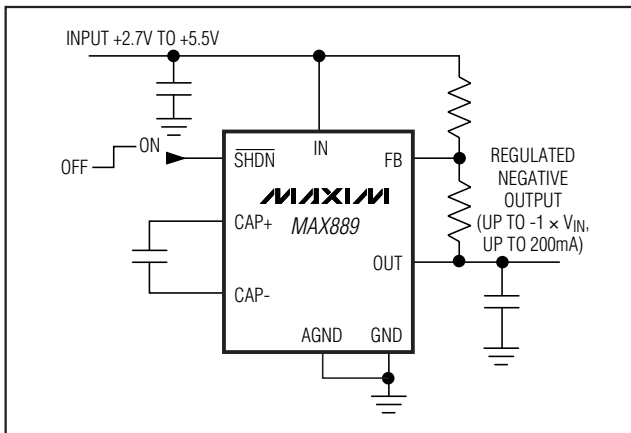 INPUT +2.7V TO +5.5V
ON
OFF
SHDN
IN
FB
MAXIM
MAX889
CAP+
CAP-
OUT
AGND
GND
REGULATED
NEGATIVE
OUTPUT
(UP TO -1 × VIN,
UP TO 200mA)